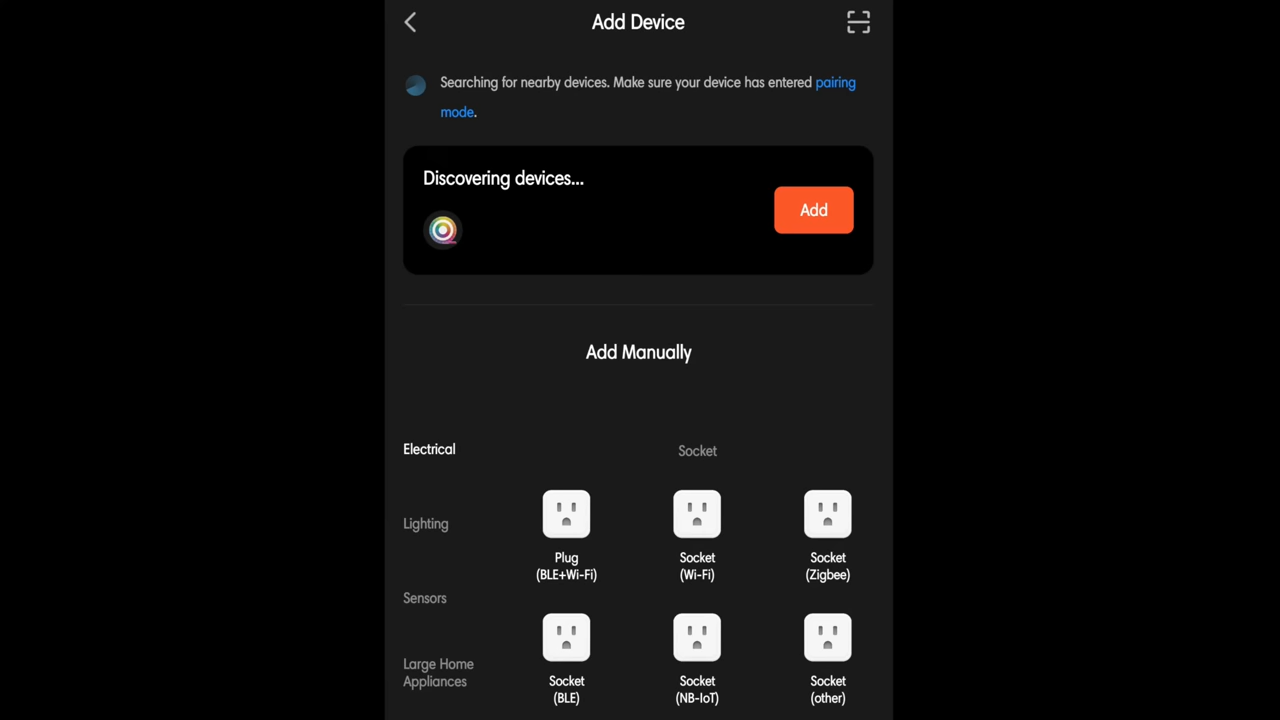 Add Device
Searching for nearby devices. Make sure your device has entered pairing
mode.
Discovering devices...
Add
Add Manually
Electrical
Socket
Lighting
Plug
(BLE+Wi-Fi)
Socket
(Wi-Fi)
Socket
(Zigbee)
Sensors
Large Home
Appliances
Socket
(BLE)
Socket
(NB-IoT)
Socket
(other)